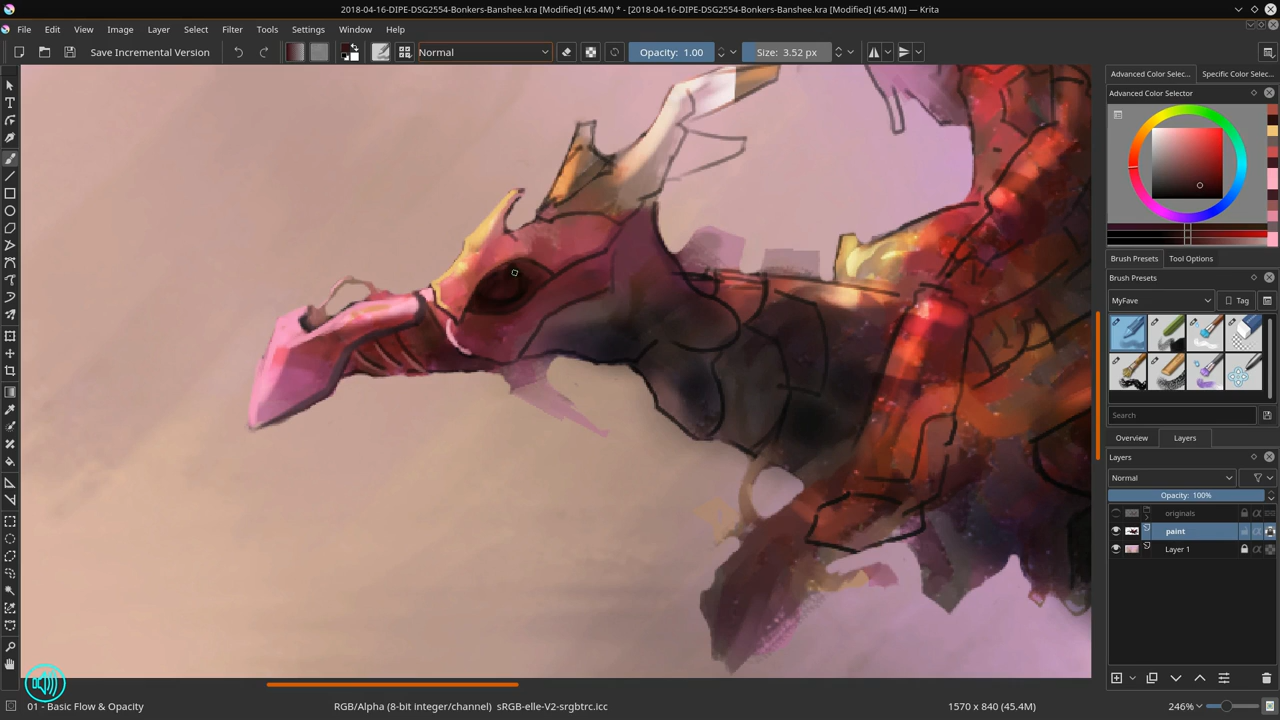 2018-04-16-DIPE-DSG2554-Bonkers-Banshee.kra [Modified] (45.4M) * - [2018-04-16-DIPE-DSG2554-Bonkers-Banshee.kra [Modified] (45.4M)] — Krita
File Edit View Image Layer Select Filter Tools Settings Window Help
Save Incremental Version Normal Opacity: 1.00 Size: 3.52 px
Advanced Color Selec... Specific Color Selec...
Advanced Color Selector
Brush Presets Tool Options
Brush Presets
MyFave Tag
Search
Overview Layers
Layers
Normal
Opacity: 100%
originals
paint
Layer 1
01 - Basic Flow & Opacity RGB/Alpha (8-bit integer/channel) sRGB-elle-V2-srgbtrc.icc 1570 x 840 (45.4M) 246%